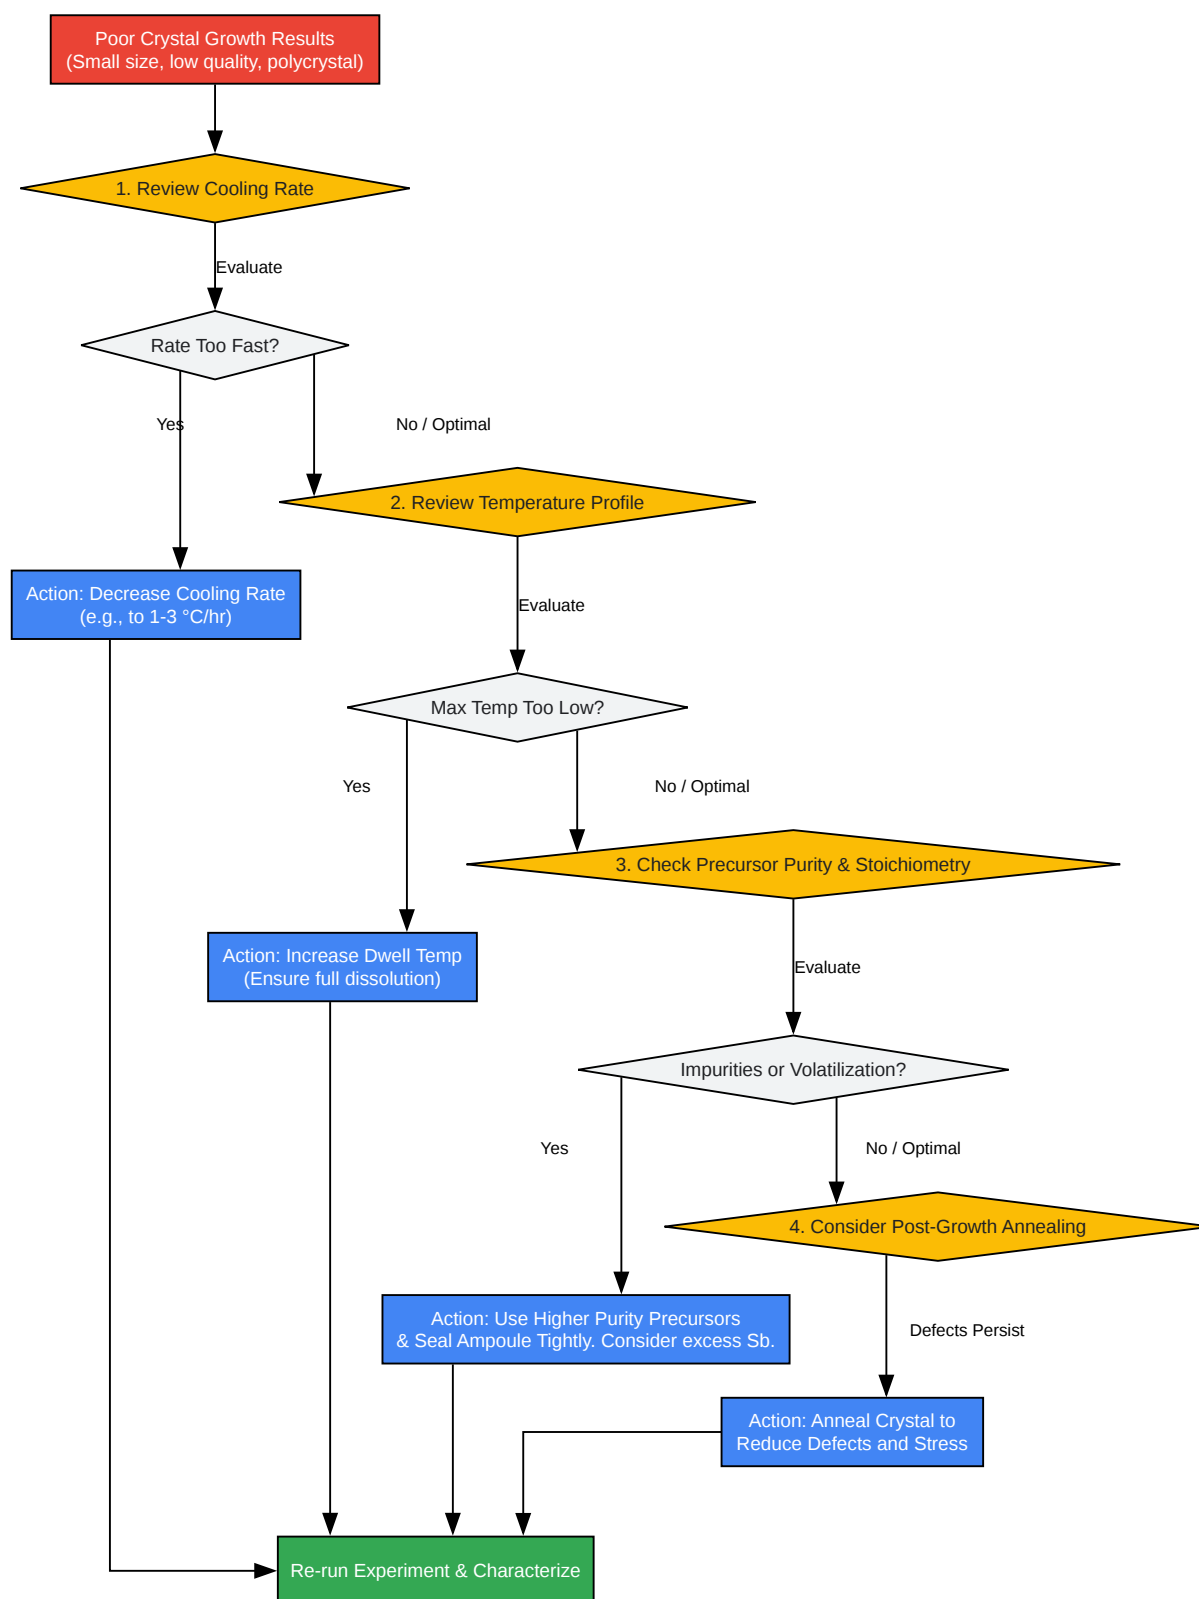 Poor Crystal Growth Results
(Small size, low quality, polycrystal)
1. Review Cooling Rate
Evaluate
Rate Too Fast?
Yes
No / Optimal
2. Review Temperature Profile
Action: Decrease Cooling Rate
(e.g., to 1-3 °C/hr)
Evaluate
Max Temp Too Low?
Yes
No / Optimal
3. Check Precursor Purity & Stoichiometry
Action: Increase Dwell Temp
(Ensure full dissolution)
Evaluate
Impurities or Volatilization?
Yes
No / Optimal
4. Consider Post-Growth Annealing
Action: Use Higher Purity Precursors
& Seal Ampoule Tightly. Consider excess Sb.
Defects Persist
Action: Anneal Crystal to
Reduce Defects and Stress
Re-run Experiment & Characterize